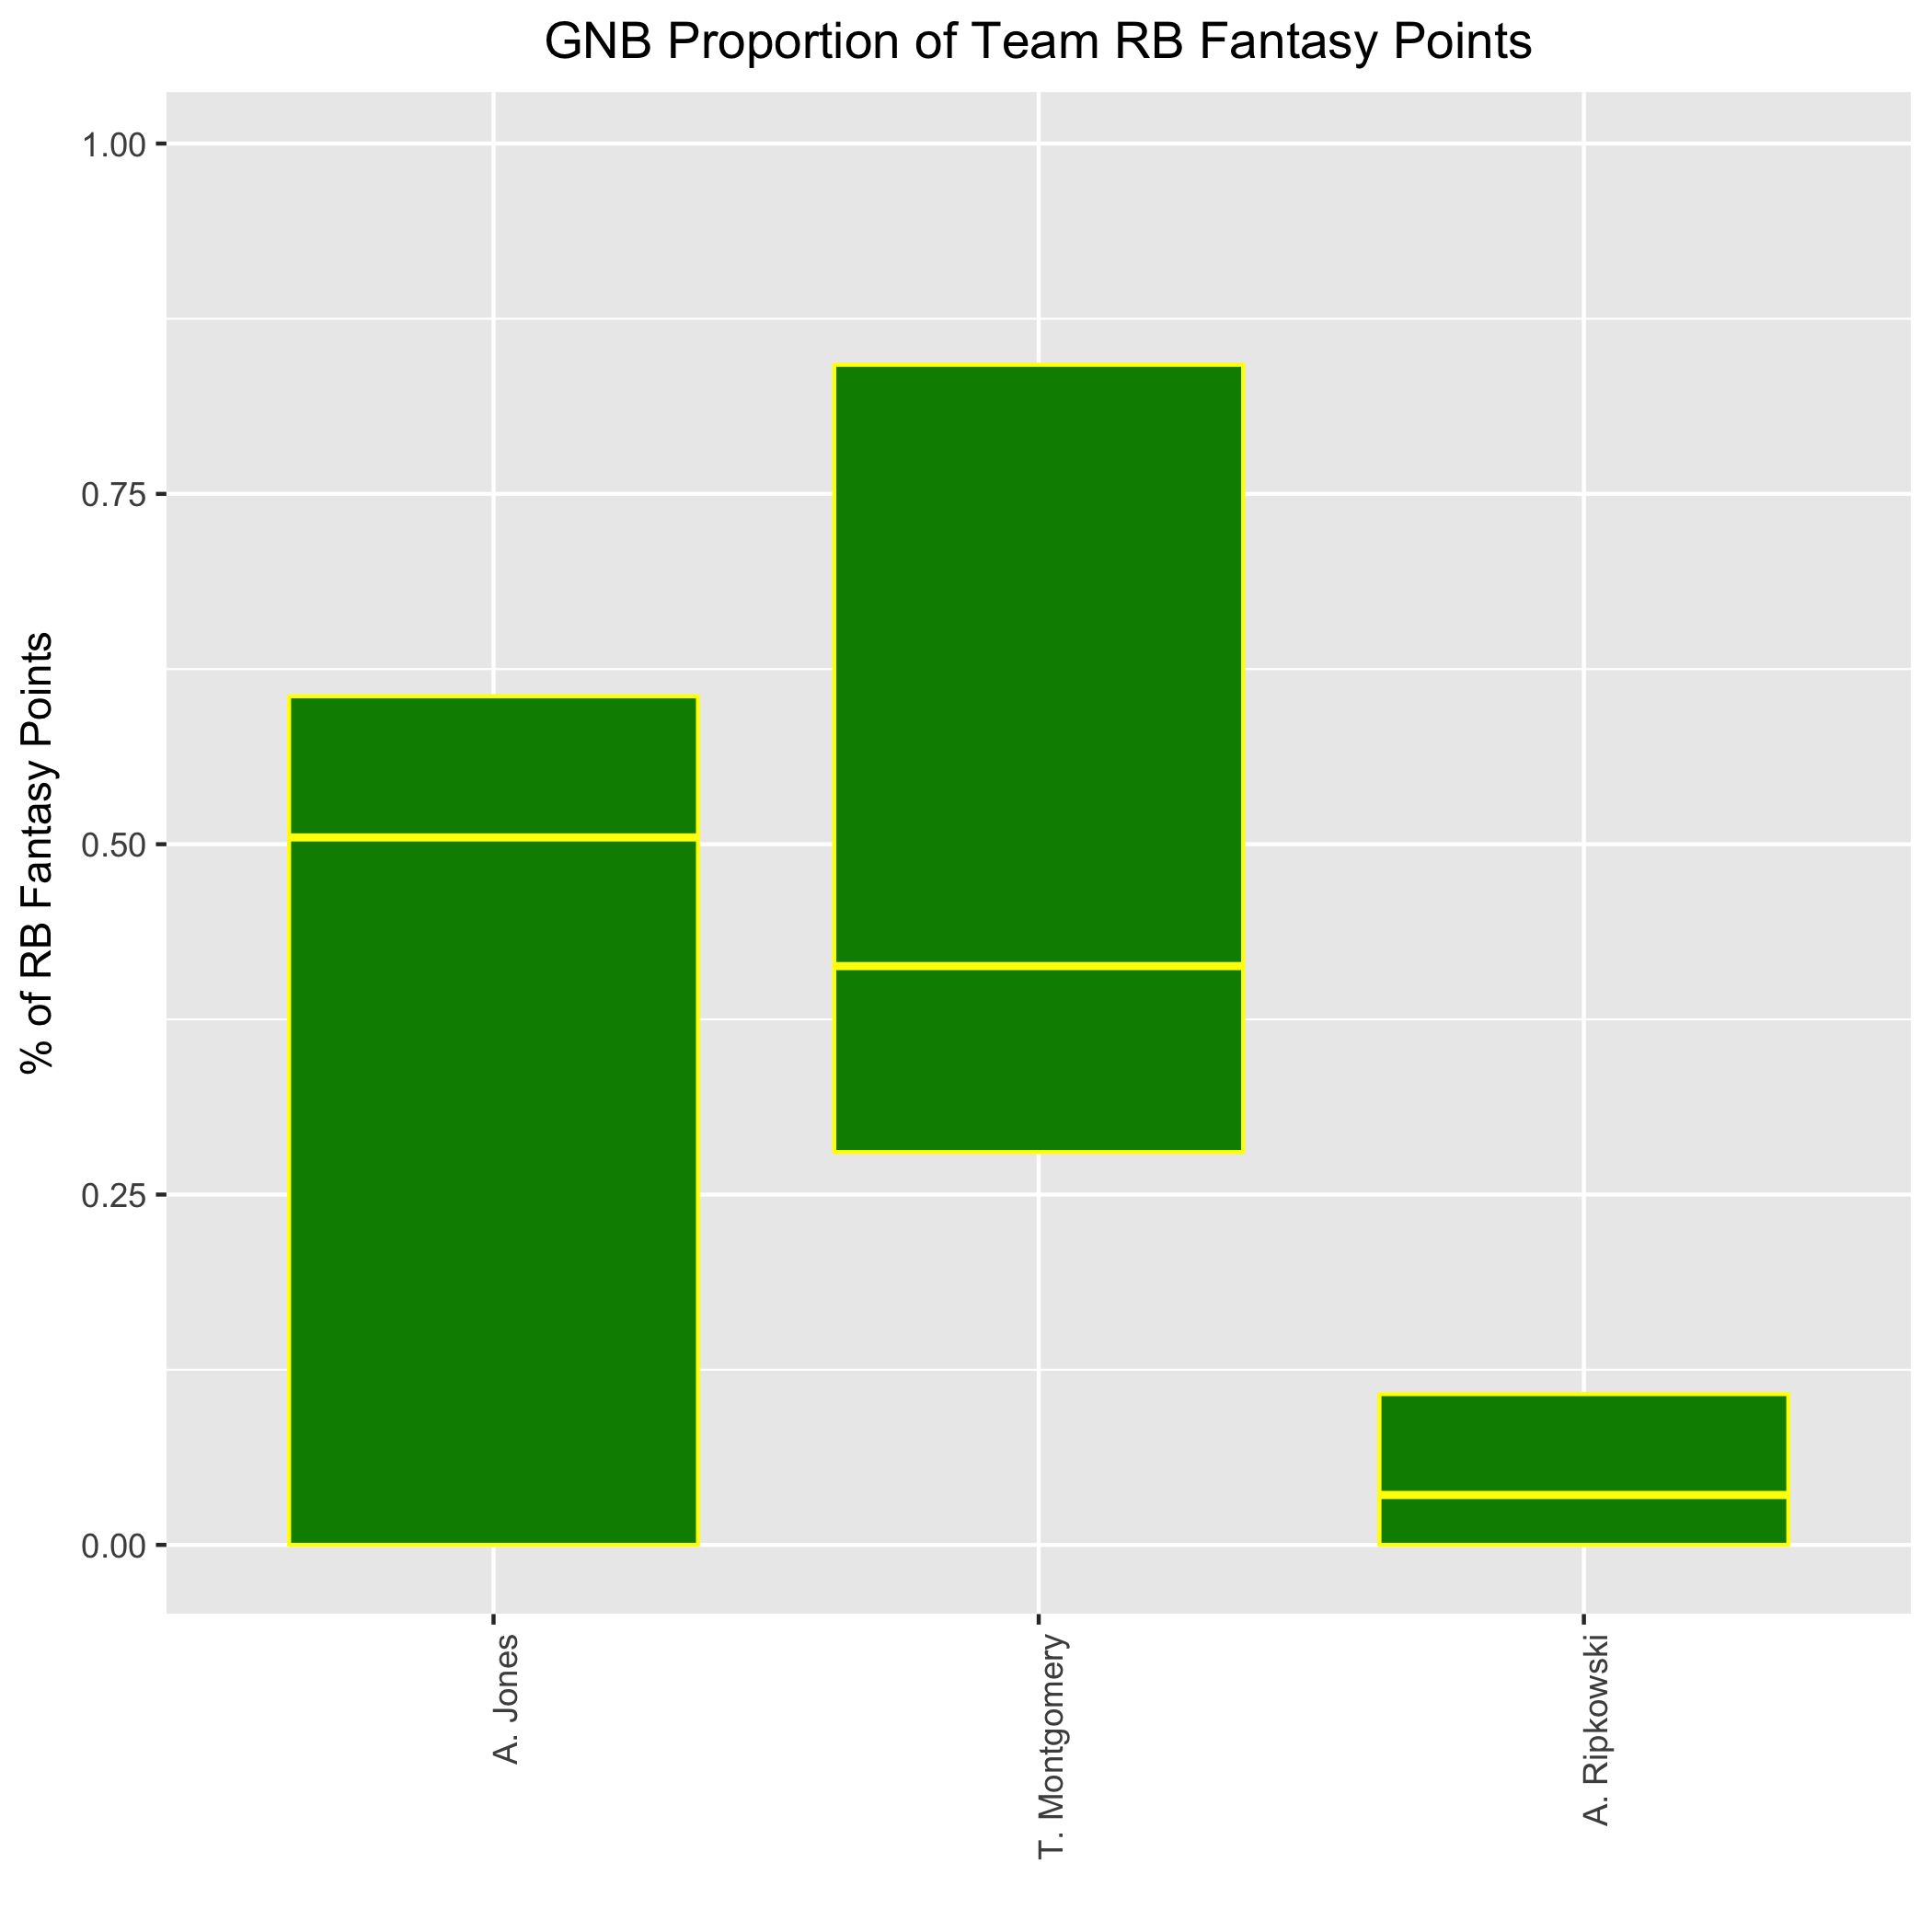 GNB Proportion of Team RB Fantasy Points
% of RB Fantasy Points
1.00
0.75
0.50
0.25
0.00
A. Jones
T. Montgomery
A. Ripkowski